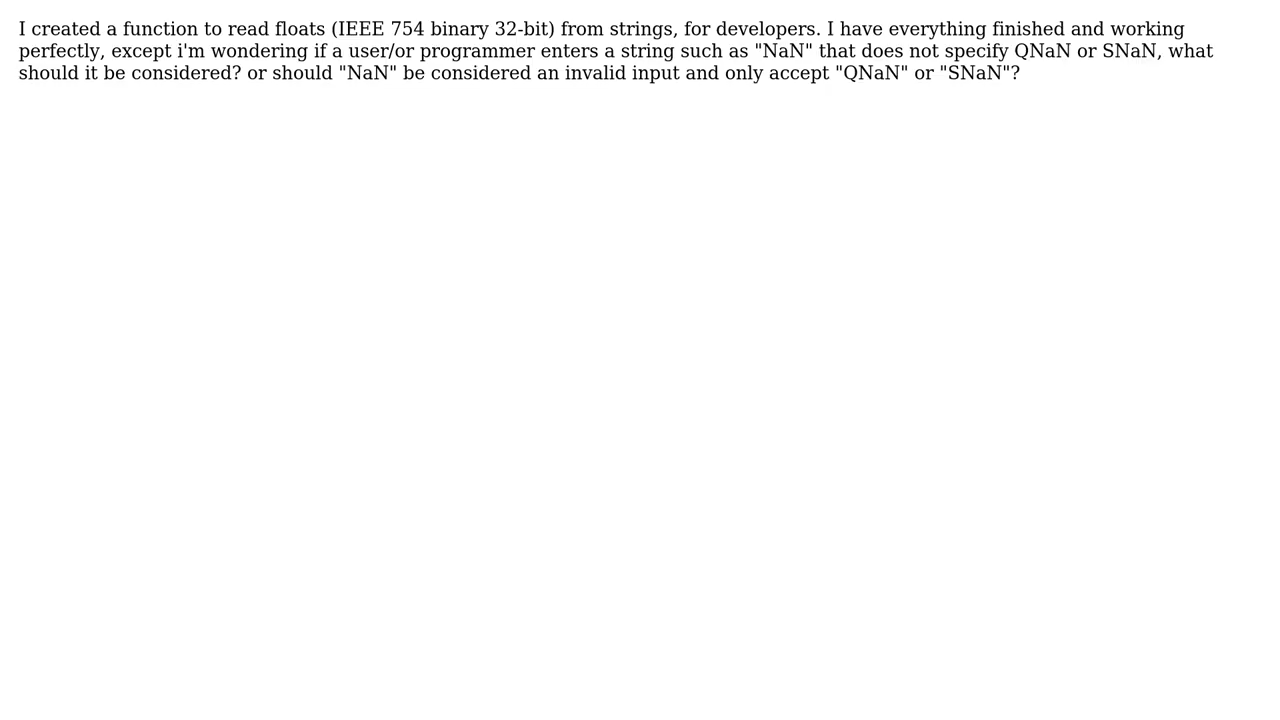 I created a function to read floats (IEEE 754 binary 32-bit) from strings, for developers. I have everything finished and working
perfectly, except i'm wondering if a user/or programmer enters a string such as "NaN" that does not specify QNaN or SNaN, what
should it be considered? or should "NaN" be considered an invalid input and only accept "QNaN" or "SNaN"?